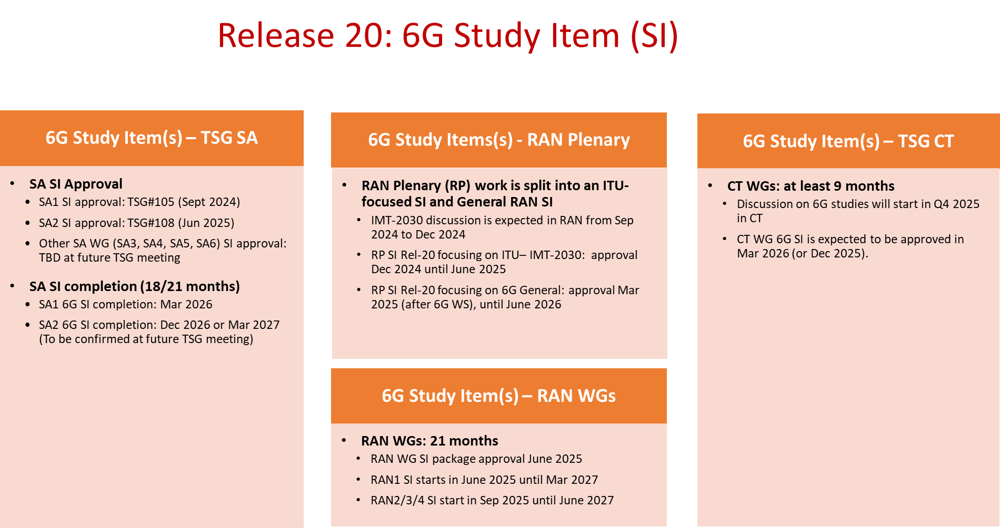 Release 20: 6G Study Item (SI)
6G Study Item(s) – TSG SA
• SA SI Approval
• SA1 SI approval: TSG#105 (Sept 2024)
• SA2 SI approval: TSG#108 (Jun 2025)
• Other SA WG (SA3, SA4, SA5, SA6) SI approval:
TBD at future TSG meeting
• SA SI completion (18/21 months)
• SA1 6G SI completion: Mar 2026
• SA2 6G SI completion: Dec 2026 or Mar 2027
(To be confirmed at future TSG meeting)
6G Study Items(s) - RAN Plenary
• RAN Plenary (RP) work is split into an ITU-
focused SI and General RAN SI
• IMT-2030 discussion is expected in RAN from Sep
2024 to Dec 2024
• RP SI Rel-20 focusing on ITU– IMT-2030: approval
Dec 2024 until June 2025
• RP SI Rel-20 focusing on 6G General: approval Mar
2025 (after 6G WS), until June 2026
6G Study Item(s) – RAN WGs
• RAN WGs: 21 months
• RAN WG SI package approval June 2025
• RAN1 SI starts in June 2025 until Mar 2027
• RAN2/3/4 SI start in Sep 2025 until June 2027
6G Study Item(s) – TSG CT
• CT WGs: at least 9 months
• Discussion on 6G studies will start in Q4 2025
in CT
• CT WG 6G SI is expected to be approved in
Mar 2026 (or Dec 2025).